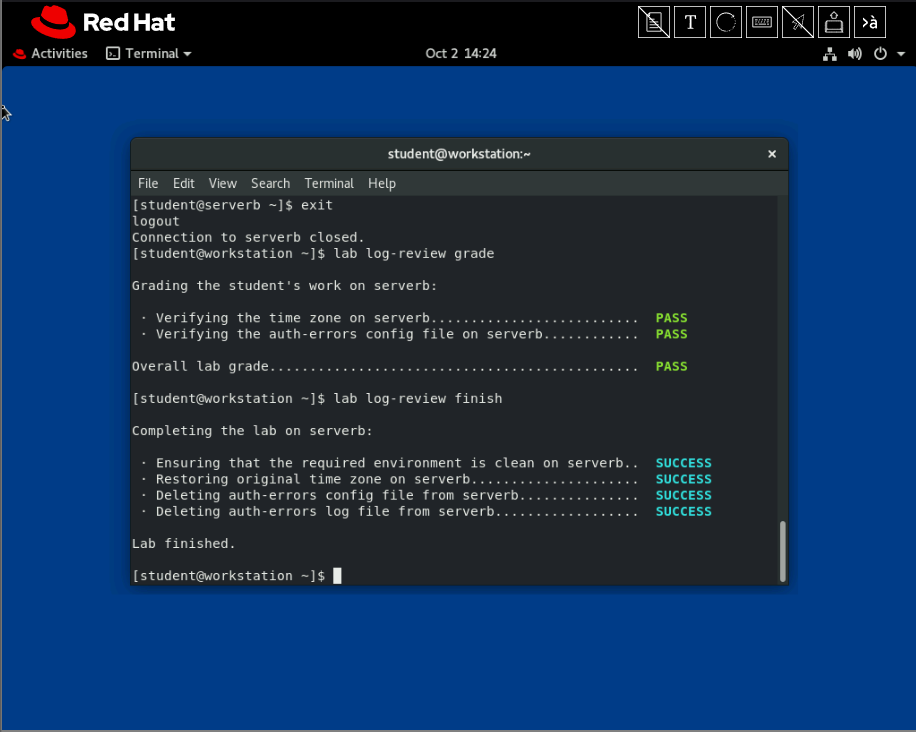 Red Hat
T
>à
Activities
Terminal
Oct 2 14:24
student@workstation:~
×
File Edit View Search Terminal Help
[student@serverb ~]$ exit
logout
Connection to serverb closed.
[student@workstation ~]$ lab log-review grade
Grading the student's work on serverb:
· Verifying the time zone on serverb.......................... PASS
· Verifying the auth-errors config file on serverb............ PASS
Overall lab grade.............................................. PASS
[student@workstation ~]$ lab log-review finish
Completing the lab on serverb:
· Ensuring that the required environment is clean on serverb.. SUCCESS
· Restoring original time zone on serverb..................... SUCCESS
· Deleting auth-errors config file from serverb............... SUCCESS
· Deleting auth-errors log file from serverb.................. SUCCESS
Lab finished.
[student@workstation ~]$